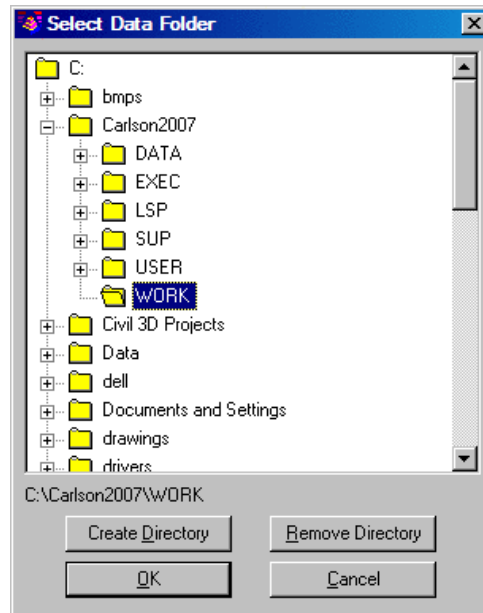 Select Data Folder
C:
bmps
Carlson2007
DATA
EXEC
LSP
SUP
USER
WORK
Civil 3D Projects
Data
dell
Documents and Settings
drawings
drivers
C:\Carlson2007\WORK
Create Directory
Remove Directory
OK
Cancel